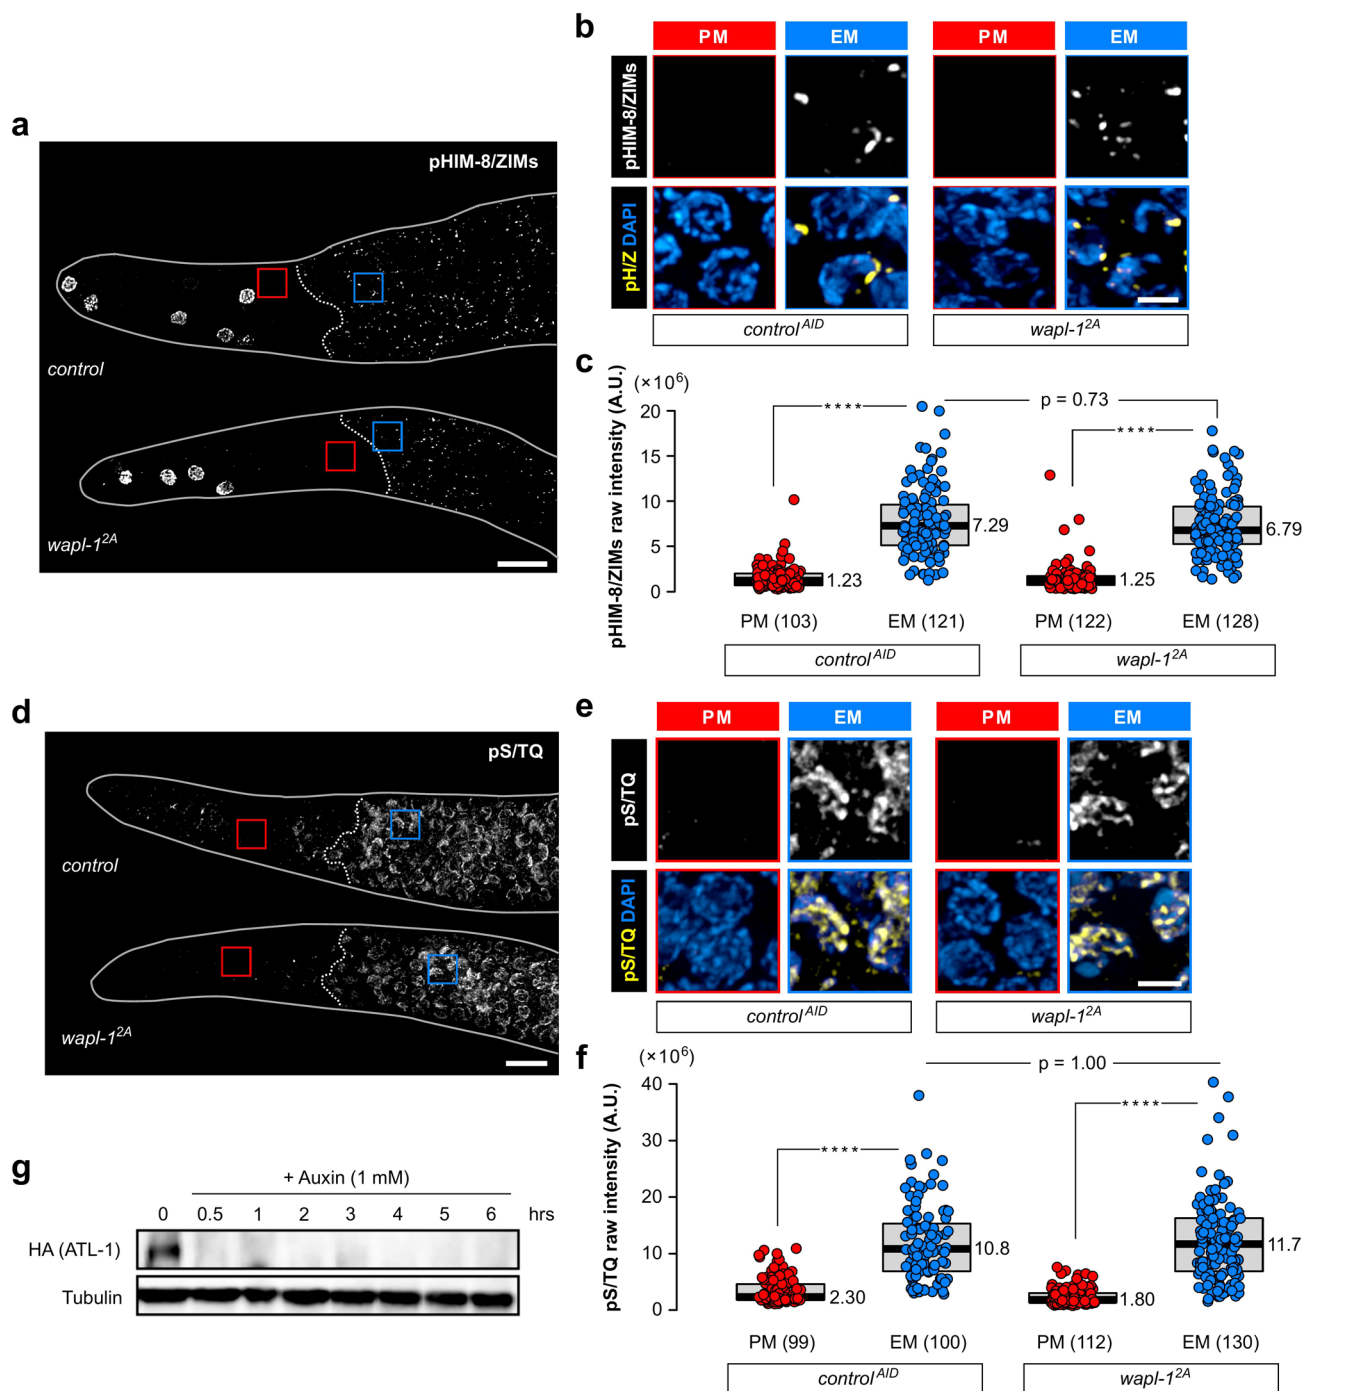 a
pHIM-8/ZIMs
control
wapl-1 2A
b
PM EM PM EM
pHIM-8/ZIMs
pH/Z DAPI
control AID wapl-1 2A
c
pHIM-8/ZIMs raw intensity (A.U.)
(×10⁶)
**** p = 0.73
****
20
15
10
5
0
1.23 7.29 1.25 6.79
PM (103) EM (121) PM (122) EM (128)
control AID wapl-1 2A
d
pS/TQ
control
wapl-1 2A
e
PM EM PM EM
pS/TQ
pS/TQ DAPI
control AID wapl-1 2A
f
pS/TQ raw intensity (A.U.)
(×10⁶)
p = 1.00
****
****
40
30
20
10
0
2.30 10.8 1.80 11.7
PM (99) EM (100) PM (112) EM (130)
control AID wapl-1 2A
g
+ Auxin (1 mM)
0 0.5 1 2 3 4 5 6 hrs
HA (ATL-1)
Tubulin